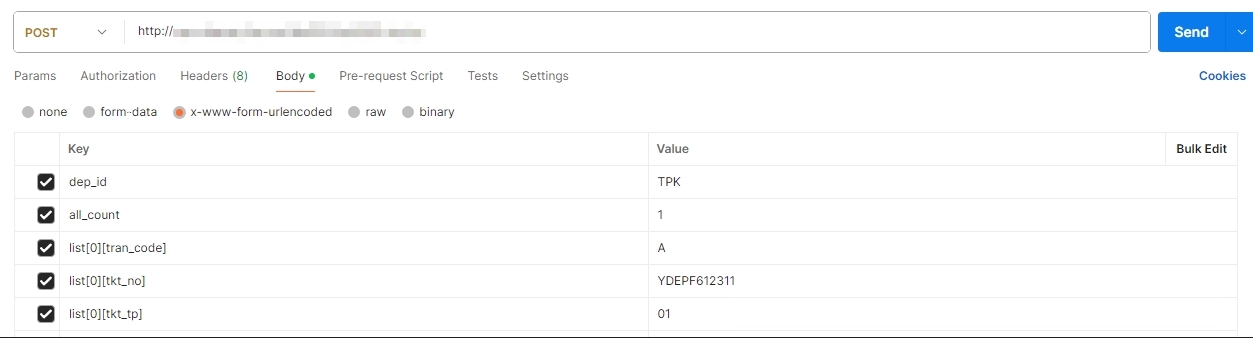 POST http:// Send
Params Authorization Headers (8) Body Pre-request Script Tests Settings Cookies
none form-data x-www-form-urlencoded raw binary
Key Value Bulk Edit
dep_id TPK
all_count 1
list[0][tran_code] A
list[0][tkt_no] YDEPF612311
list[0][tkt_tp] 01